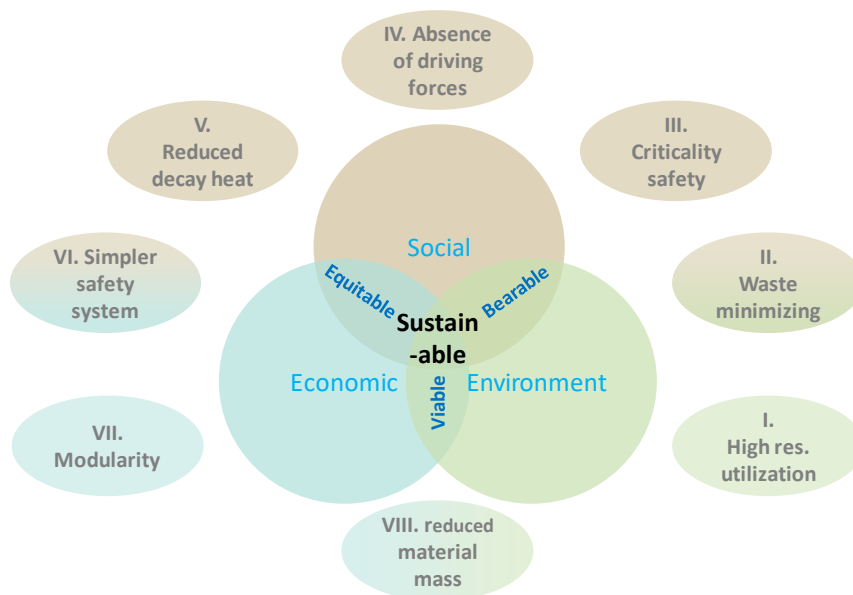 IV. Absence
of driving
forces
V.
Reduced
decay heat
III.
Criticality
safety
VI. Simpler
safety
system
II.
Waste
minimizing
Social
Equitable
Bearable
Sustain
-able
Economic
Environment
Viable
VII.
Modularity
I.
High res.
utilization
VIII. reduced
material
mass